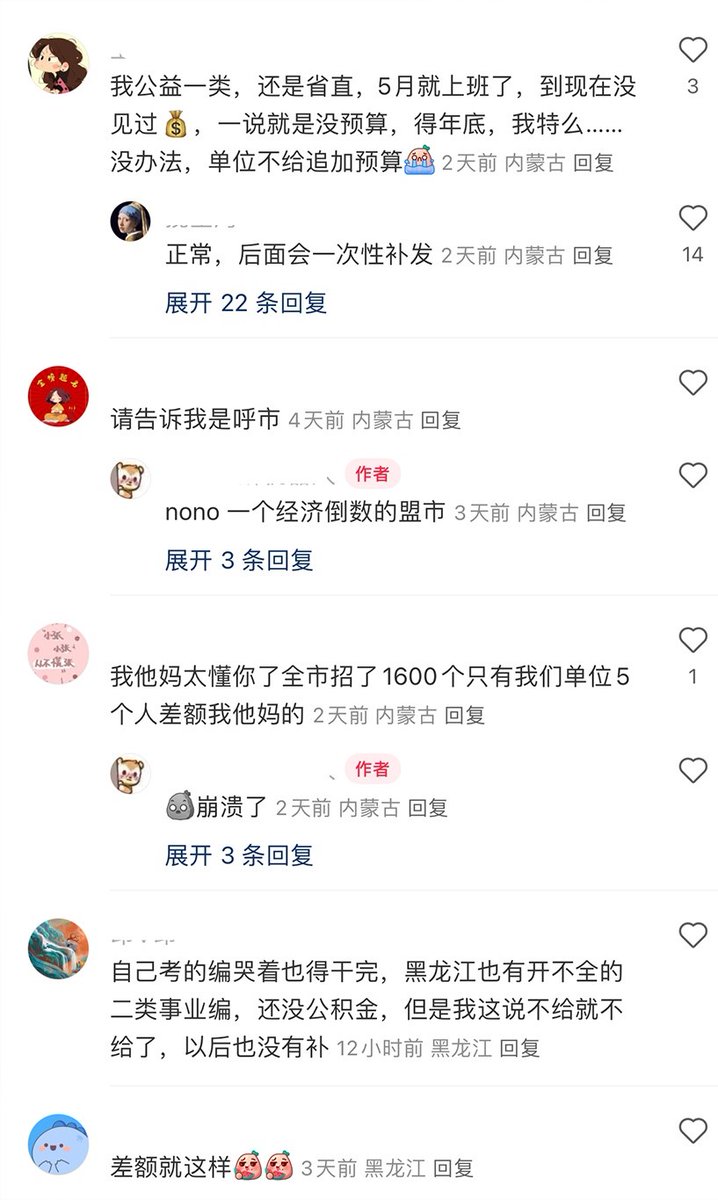 我公益一类，还是省直，5月就上班了，到现在没
见过，一说就是没预算，得年底，我特么……
没办法，单位不给追加预算 2天前 内蒙古 回复
3
正常，后面会一次性补发 2天前 内蒙古 回复
14
展开 22 条回复
请告诉我是呼市 4天前 内蒙古 回复
作者
nono 一个经济倒数的盟市 3天前 内蒙古 回复
展开 3 条回复
小张
小张
从不慌张
我他妈太懂你了全市招了1600个只有我们单位5
个人差额我他妈的 2天前 内蒙古 回复
1
作者
崩溃了 2天前 内蒙古 回复
展开 3 条回复
自己考的编哭着也得干完，黑龙江也有开不全的
二类事业编，还没公积金，但是我这说不给就不
给了，以后也没有补 12小时前 黑龙江 回复
差额就这样 3天前 黑龙江 回复